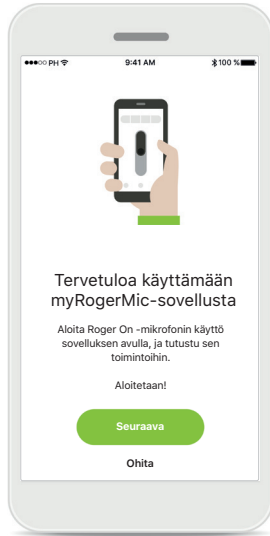 PH 9:41 AM 100 %
Tervetuloa käyttämään
myRogerMic-sovellusta
Aloita Roger On -mikrofonin käyttö
sovelluksen avulla, ja tutustu sen
toimintoihin.
Aloitetaan!
Seuraava
Ohita